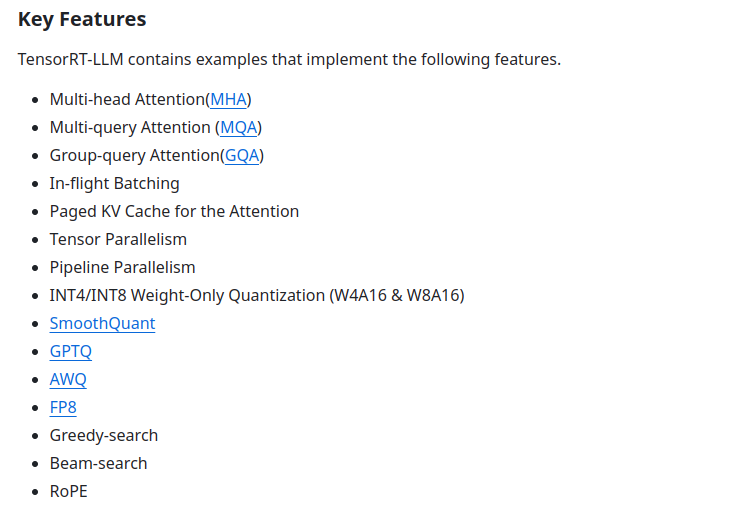 Key Features
TensorRT-LLM contains examples that implement the following features.
• Multi-head Attention(MHA)
• Multi-query Attention (MQA)
• Group-query Attention(GQA)
• In-flight Batching
• Paged KV Cache for the Attention
• Tensor Parallelism
• Pipeline Parallelism
• INT4/INT8 Weight-Only Quantization (W4A16 & W8A16)
• SmoothQuant
• GPTQ
• AWQ
• FP8
• Greedy-search
• Beam-search
• RoPE